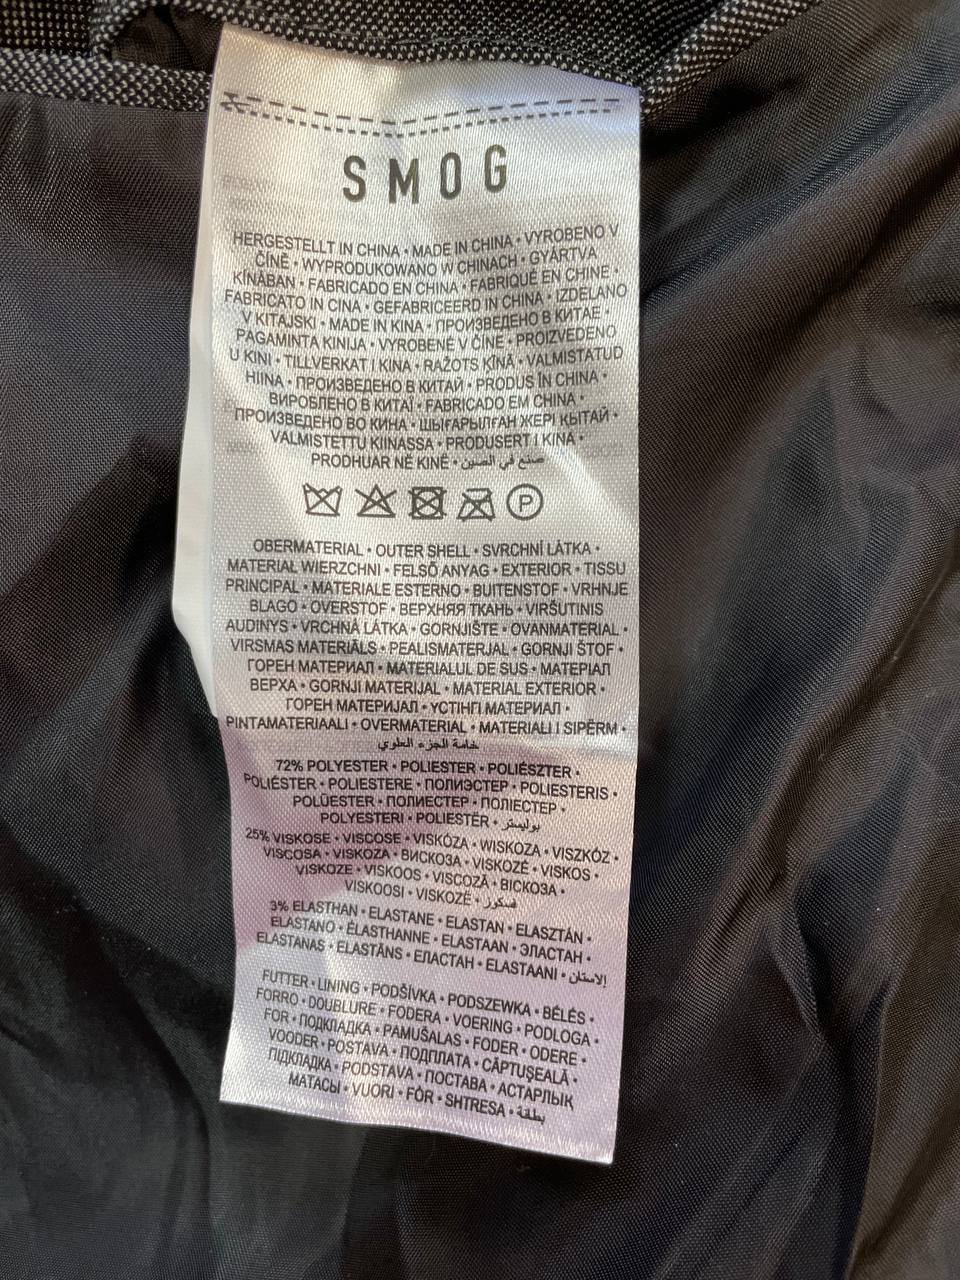 SMOG
HERGESTELLT IN CHINA • MADE IN CHINA • VYROBENO V
ČÍNĚ • WYPRODUKOWANO W CHINACH • GYÁRTVA
KÍNÁBAN • FABRICADO EN CHINA • FABRIQUÉ EN CHINE •
FABRICATO IN CINA • GEFABRICEERD IN CHINA • IZDELANO
V KITAJSKI • MADE IN KINA • ПРОИЗВЕДЕНО В КИТАЕ •
PAGAMINTA KINIJA • VYROBENÉ V ČÍNE • PROIZVEDENO
U KINI • TILLVERKAT I KINA • RAŽOTS ĶĪNĀ • VALMISTATUD
HIINA • ПРОИЗВЕДЕНО В КИТАЙ • PRODUS ÎN CHINA •
ВИРОБЛЕНО В КИТАЇ • FABRICADO EM CHINA •
ПРОИЗВЕДЕНО ВО КИНА • ШЫҒАРЫЛҒАН ЖЕРІ ҚЫТАЙ •
VALMISTETTU KIINASSA • PRODUSERT I KINA •
PRODHUAR NË KINË • صنع في الصين
P
OBERMATERIAL • OUTER SHELL • SVRCHNÍ LÁTKA •
MATERIAŁ WIERZCHNI • FELSŐ ANYAG • EXTERIOR • TISSU
PRINCIPAL • MATERIALE ESTERNO • BUITENSTOF • VRHNJE
BLAGO • OVERSTOF • ВЕРХНЯЯ ТКАНЬ • VIRŠUTINIS
AUDINYS • VRCHNÁ LÁTKA • GORNJIŠTE • OVANMATERIAL •
VIRSMAS MATERIĀLS • PEALISMATERJAL • GORNJI ŠTOF •
ГОРЕН МАТЕРИАЛ • MATERIALUL DE SUS • МАТЕРІАЛ
ВЕРХА • GORNJI MATERIJAL • MATERIAL EXTERIOR •
ГОРЕН МАТЕРИЈАЛ • ҮСТІНГІ МАТЕРИАЛ •
PINTAMATERIAALI • OVERMATERIAL • MATERIALI I SIPËRM •
خامة الجزء العلوي
72% POLYESTER • POLIESTER • POLIÉSZTER •
POLIÉSTER • POLIESTERE • ПОЛИЭСТЕР • POLIESTERIS •
POLÜESTER • ПОЛИЕСТЕР • ПОЛІЕСТЕР •
POLYESTERI • POLIESTËR • بوليستر
25% VISKOSE • VISCOSE • VISKÓZA • WISKOZA • VISZKÓZ •
VISCOSA • VISKOZA • ВИСКОЗА • VISKOZĖ • VISKOS •
VISKOZE • VISKOOS • VISCOZĂ • ВІСКОЗА •
VISKOOSI • VISKOZË • فسكوز
3% ELASTHAN • ELASTANE • ELASTAN • ELASZTÁN •
ELASTANO • ÉLASTHANNE • ELASTAAN • ЭЛАСТАН •
ELASTANAS • ELASTĀNS • ЕЛАСТАН • ELASTAANI • الاستان
FUTTER • LINING • PODŠÍVKA • PODSZEWKA • BÉLÉS •
FORRO • DOUBLURE • FODERA • VOERING • PODLOGA •
FOR • ПОДКЛАДКА • PAMUŠALAS • FODER • ODERE •
VOODER • POSTAVA • ПОДПЛАТА • CĂPTUŞEALĂ •
ПІДКЛАДКА • PODSTAVA • ПОСТАВА • АСТАРЛЫҚ
МАТАСЫ • VUORI • FÔR • SHTRESA • بطانة